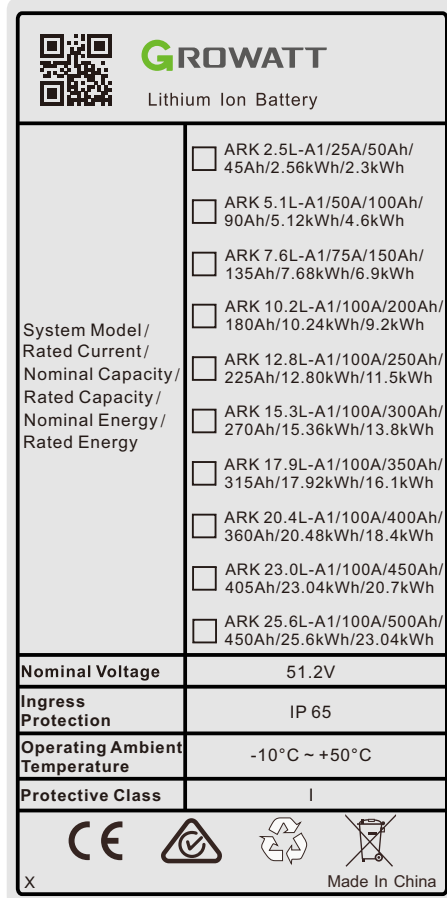 GROWATT
Lithium Ion Battery
System Model/
Rated Current/
Nominal Capacity/
Rated Capacity/
Nominal Energy/
Rated Energy
ARK 2.5L-A1/25A/50Ah/
45Ah/2.56kWh/2.3kWh
ARK 5.1L-A1/50A/100Ah/
90Ah/5.12kWh/4.6kWh
ARK 7.6L-A1/75A/150Ah/
135Ah/7.68kWh/6.9kWh
ARK 10.2L-A1/100A/200Ah/
180Ah/10.24kWh/9.2kWh
ARK 12.8L-A1/100A/250Ah/
225Ah/12.80kWh/11.5kWh
ARK 15.3L-A1/100A/300Ah/
270Ah/15.36kWh/13.8kWh
ARK 17.9L-A1/100A/350Ah/
315Ah/17.92kWh/16.1kWh
ARK 20.4L-A1/100A/400Ah/
360Ah/20.48kWh/18.4kWh
ARK 23.0L-A1/100A/450Ah/
405Ah/23.04kWh/20.7kWh
ARK 25.6L-A1/100A/500Ah/
450Ah/25.6kWh/23.04kWh
Nominal Voltage
51.2V
Ingress
Protection
IP 65
Operating Ambient
Temperature
-10°C ~ +50°C
Protective Class
I
CE
X
Made In China